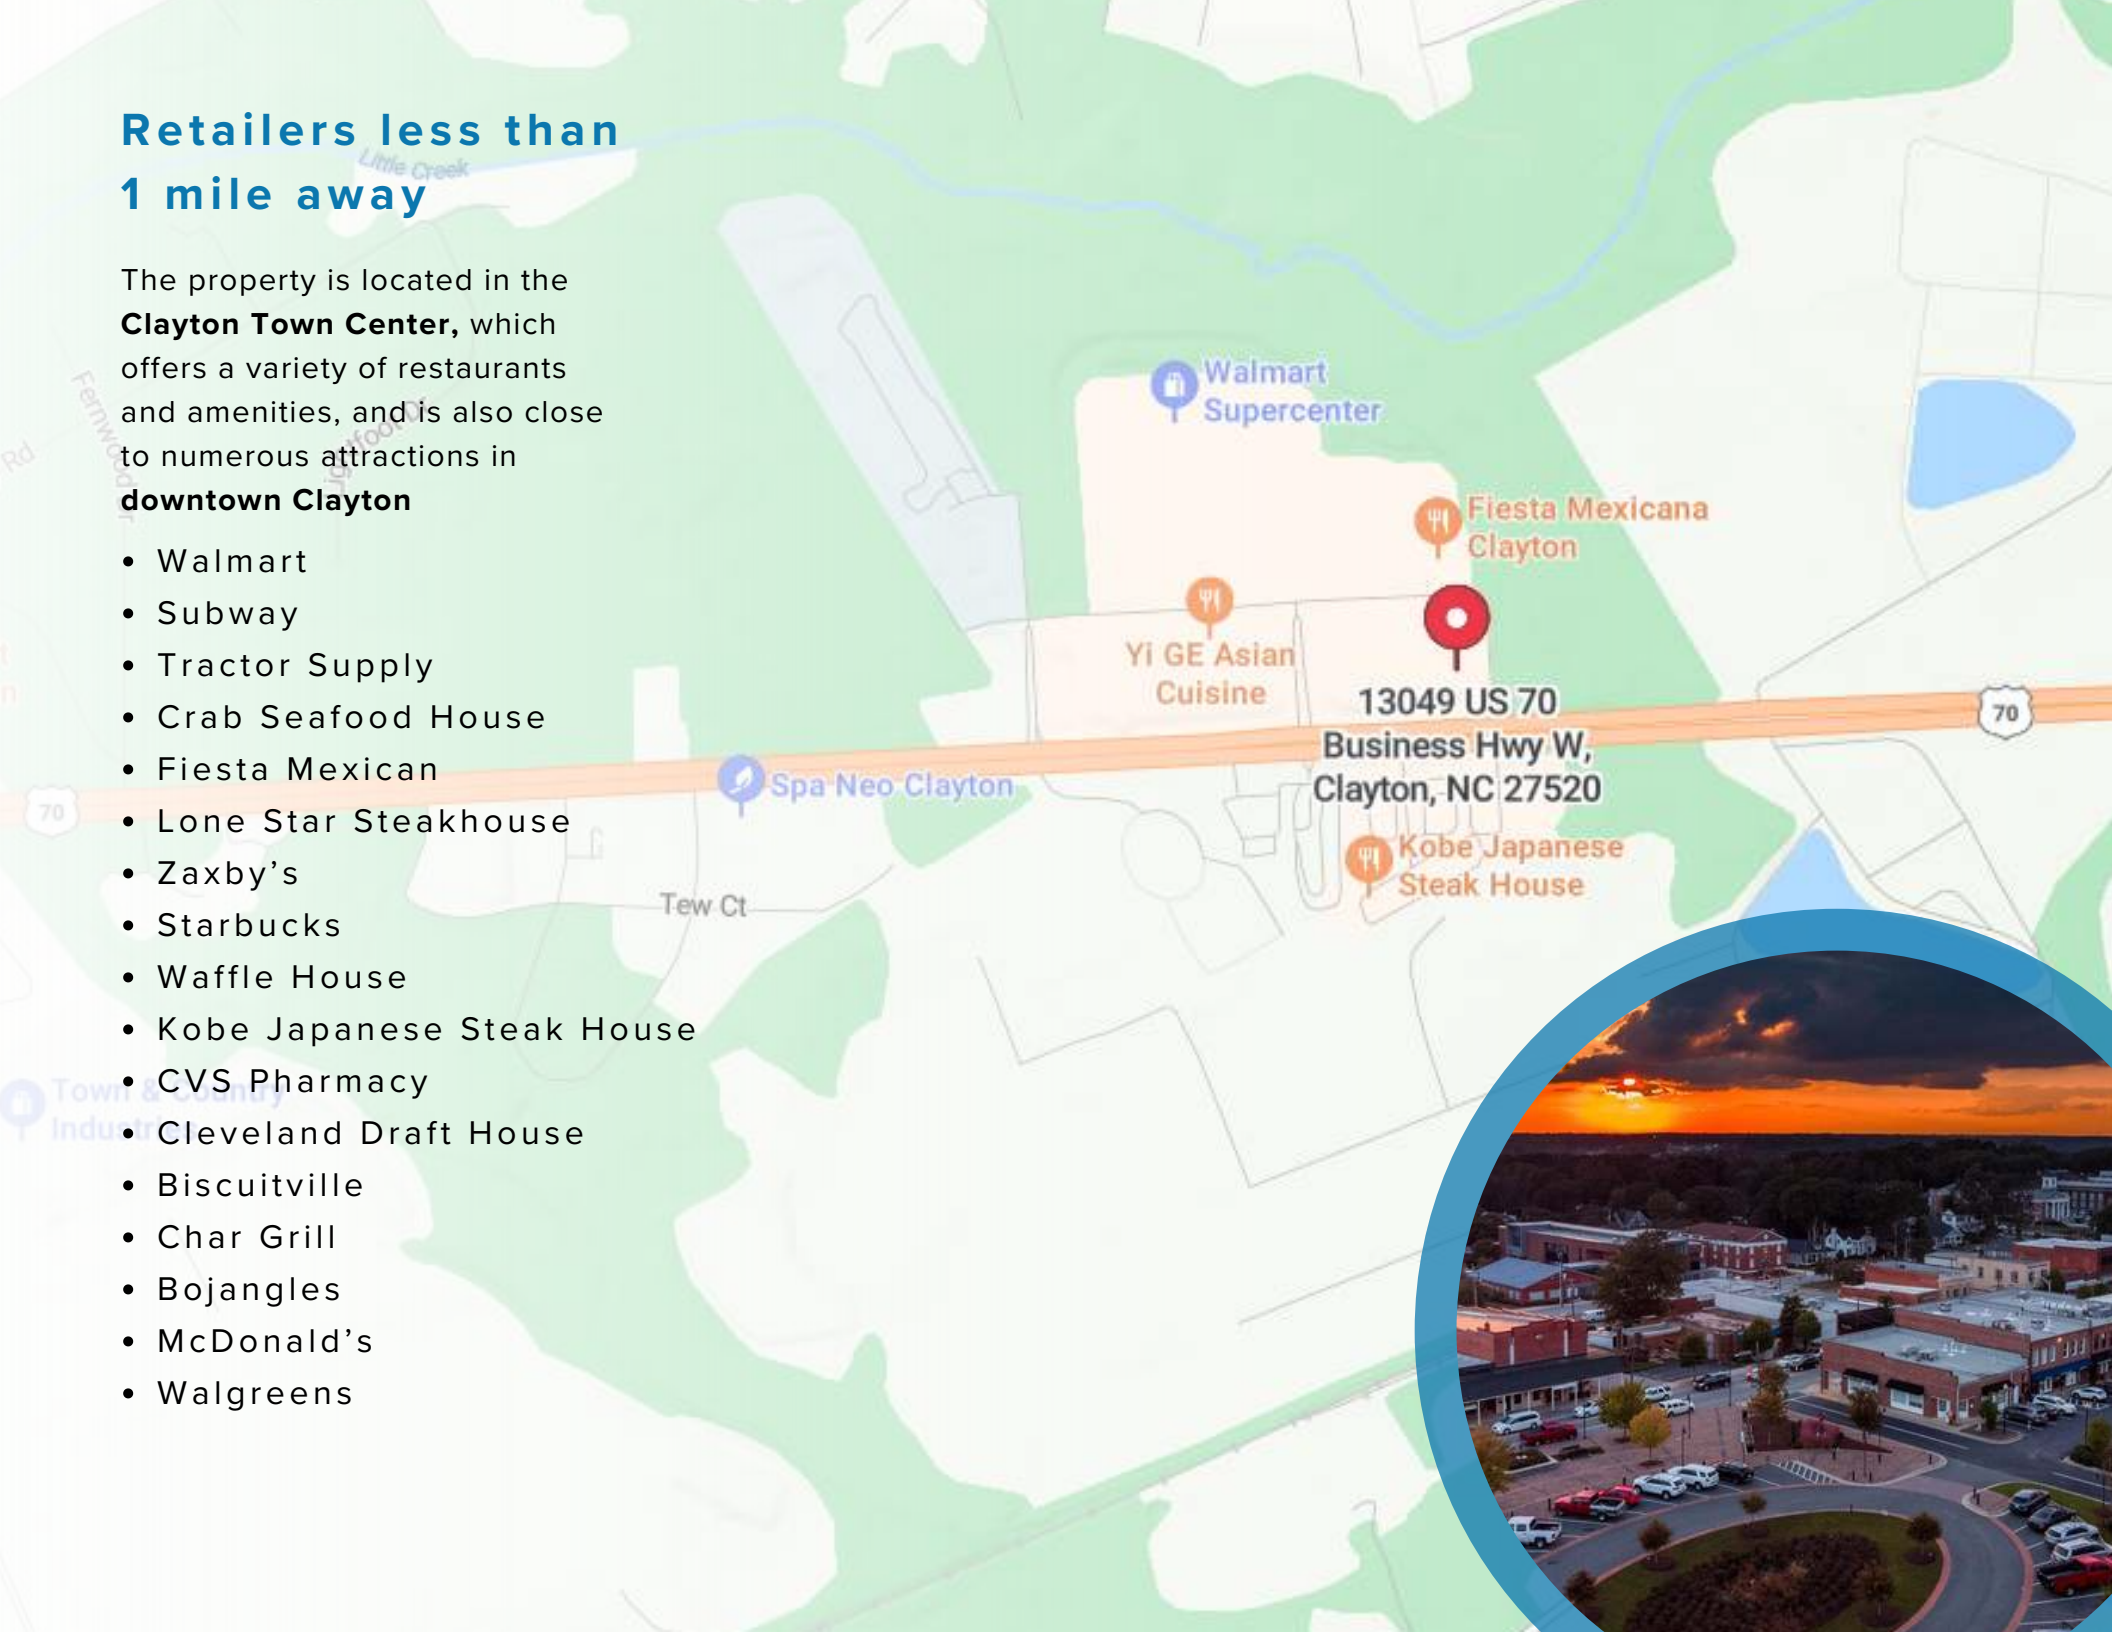 Retailers less than
1 mile away
The property is located in the
Clayton Town Center, which
offers a variety of restaurants
and amenities, and is also close
to numerous attractions in
downtown Clayton
• Walmart
• Subway
• Tractor Supply
• Crab Seafood House
• Fiesta Mexican
• Lone Star Steakhouse
• Zaxby’s
• Starbucks
• Waffle House
• Kobe Japanese Steak House
• CVS Pharmacy
• Cleveland Draft House
• Biscuitville
• Char Grill
• Bojangles
• McDonald’s
• Walgreens
Little Creek
Rd
70
Town & Country
Industries
Walmart
Supercenter
Fiesta Mexicana
Clayton
Yi GE Asian
Cuisine
13049 US 70
Business Hwy W,
Clayton, NC 27520
70
Spa Neo Clayton
Kobe Japanese
Steak House
Tew Ct